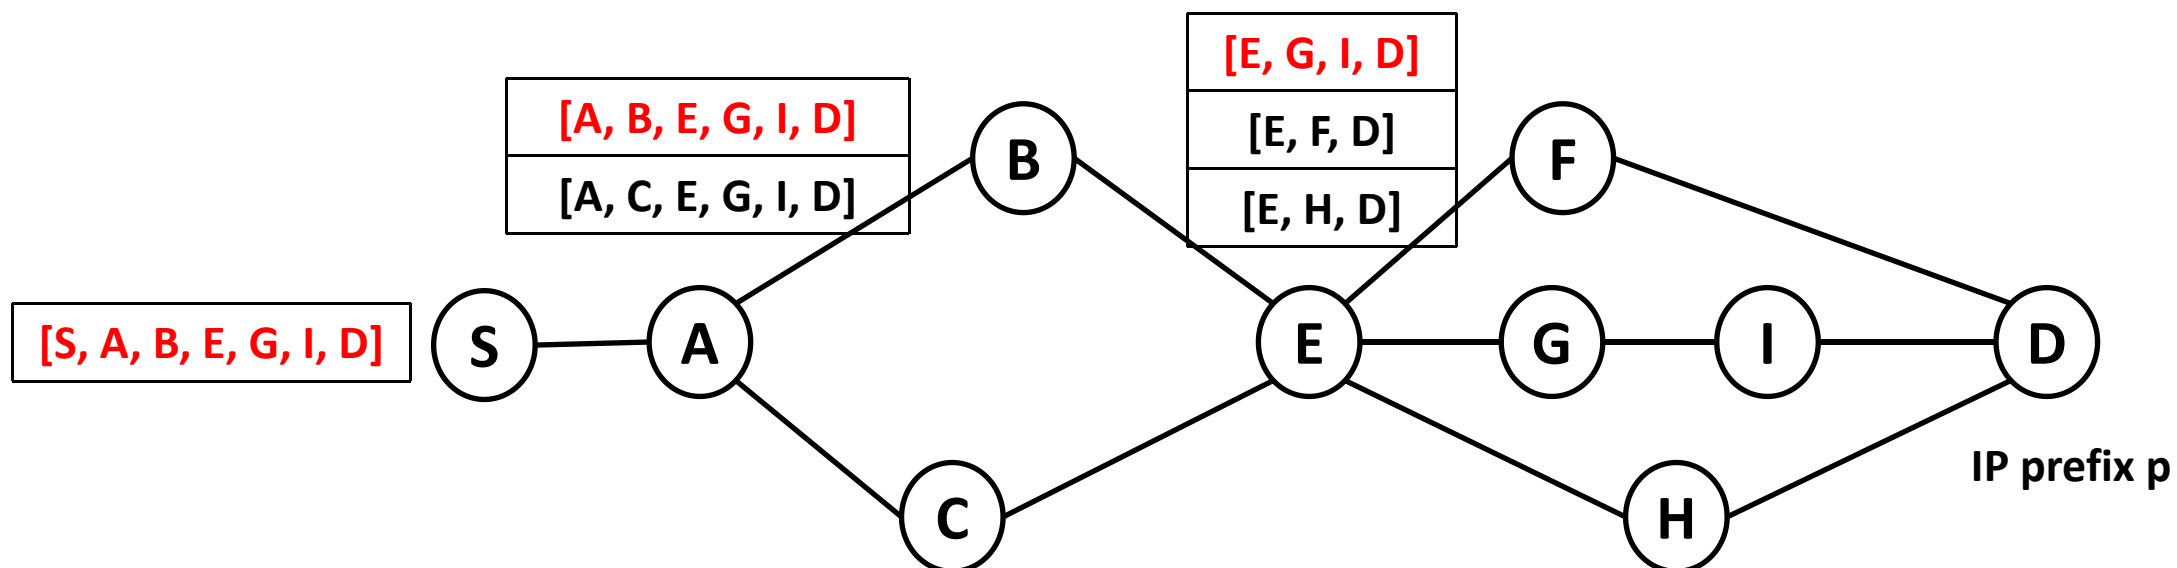 [E, G, I, D]
[E, F, D]
[E, H, D]
[A, B, E, G, I, D]
[A, C, E, G, I, D]
[S, A, B, E, G, I, D]
B
F
S
A
E
G
I
D
C
H
IP prefix p